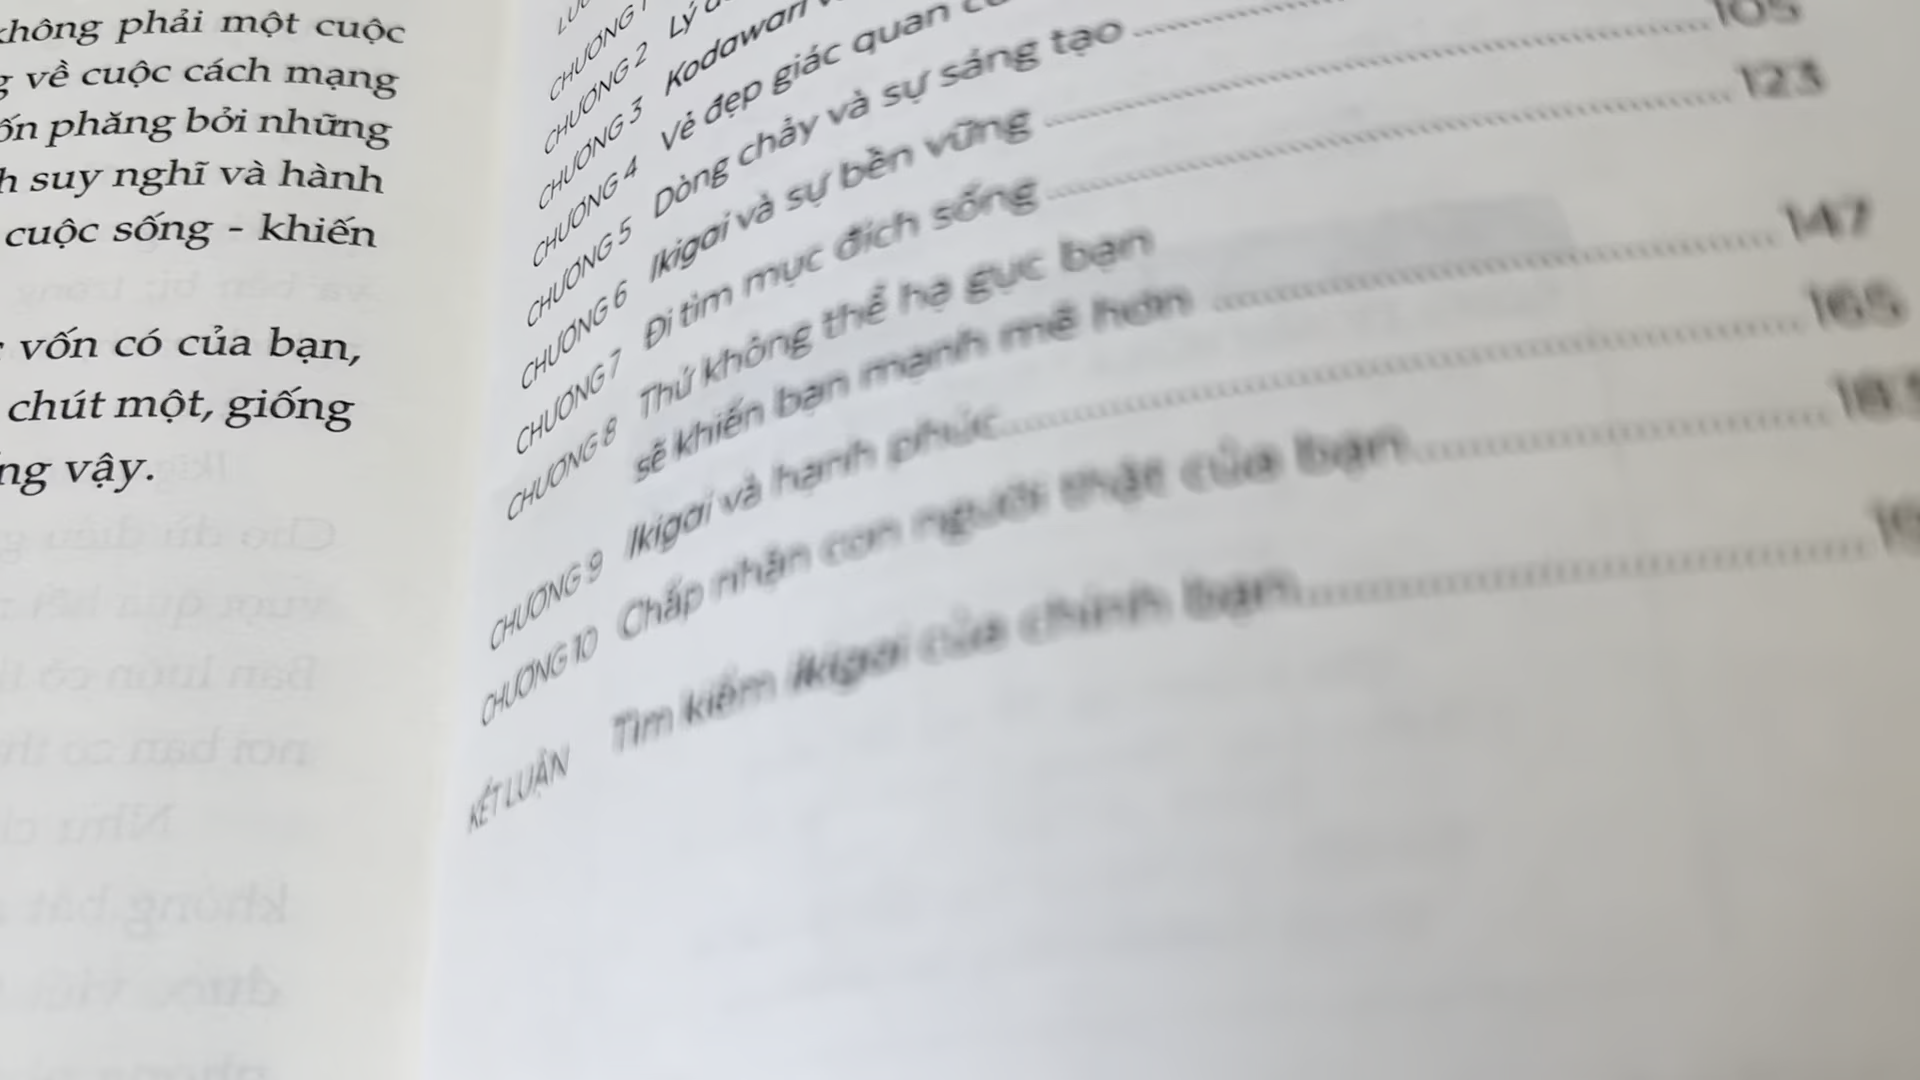 không phải một cuộc
về cuộc cách mạng
phăng bởi những
suy nghĩ và hành
cuộc sống - khiến
vốn có của bạn,
chút một, giống
vậy.
CHƯƠNG 1
CHƯƠNG 2 Lý
CHƯƠNG 3 Kodawari
CHƯƠNG 4 Vẻ đẹp giác quan
CHƯƠNG 5 Dòng chảy và sự sáng tạo
CHƯƠNG 6 Ikigai và sự bền vững 105
CHƯƠNG 7 Đi tìm mục đích sống 123
CHƯƠNG 8 Thứ không thể hạ gục bạn
sẽ khiến bạn mạnh mẽ hơn 147
CHƯƠNG 9 Ikigai và hạnh phúc 165
CHƯƠNG 10 Chấp nhận con người thật của bạn
KẾT LUẬN Tìm kiếm ikigai của chính bạn